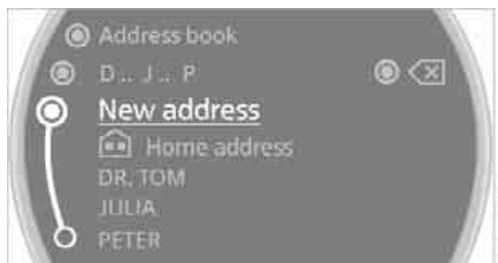 Address book
D .. J .. P
New address
Home address
DR. TOM
JULIA
PETER